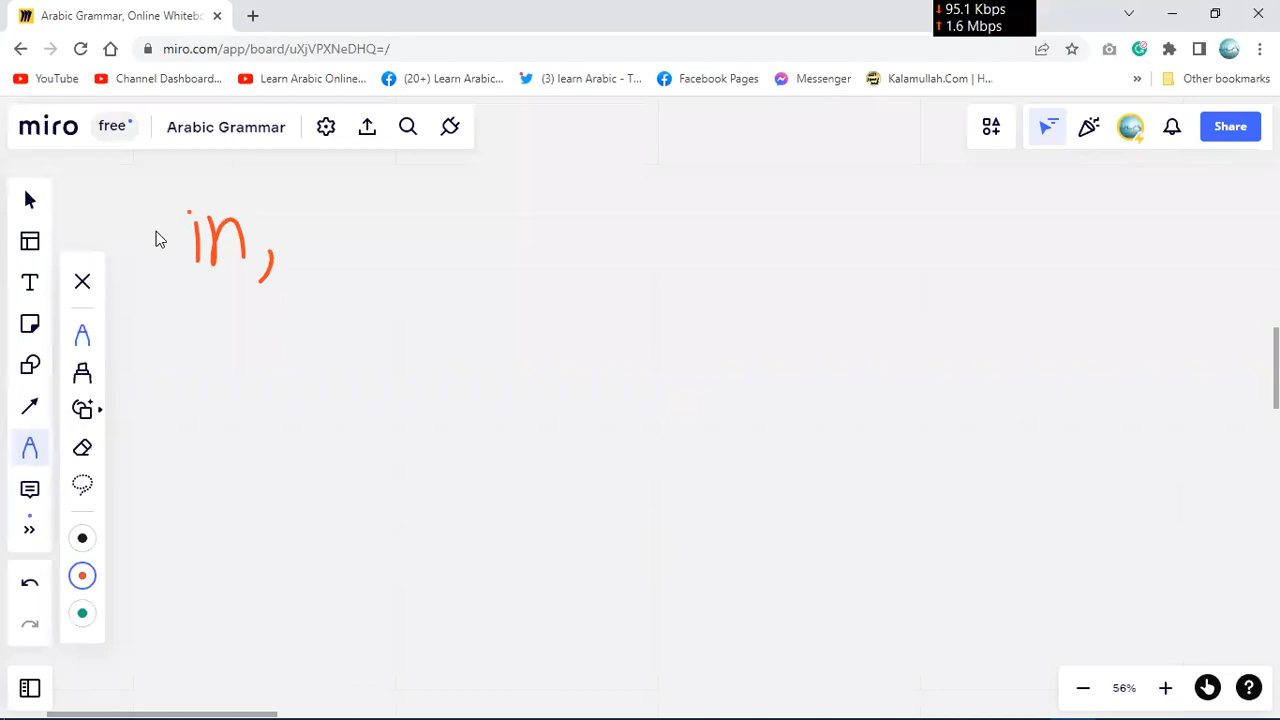 Arabic Grammar, Online Whitebo
95.1 Kbps
1.6 Mbps
miro.com/app/board/uXjVPXNeDHQ=/
YouTube
Channel Dashboard...
Learn Arabic Online...
(20+) Learn Arabic...
(3) learn Arabic - T...
Facebook Pages
Messenger
Kalamullah.Com | H...
Other bookmarks
miro free
Arabic Grammar
Share
in,
56%